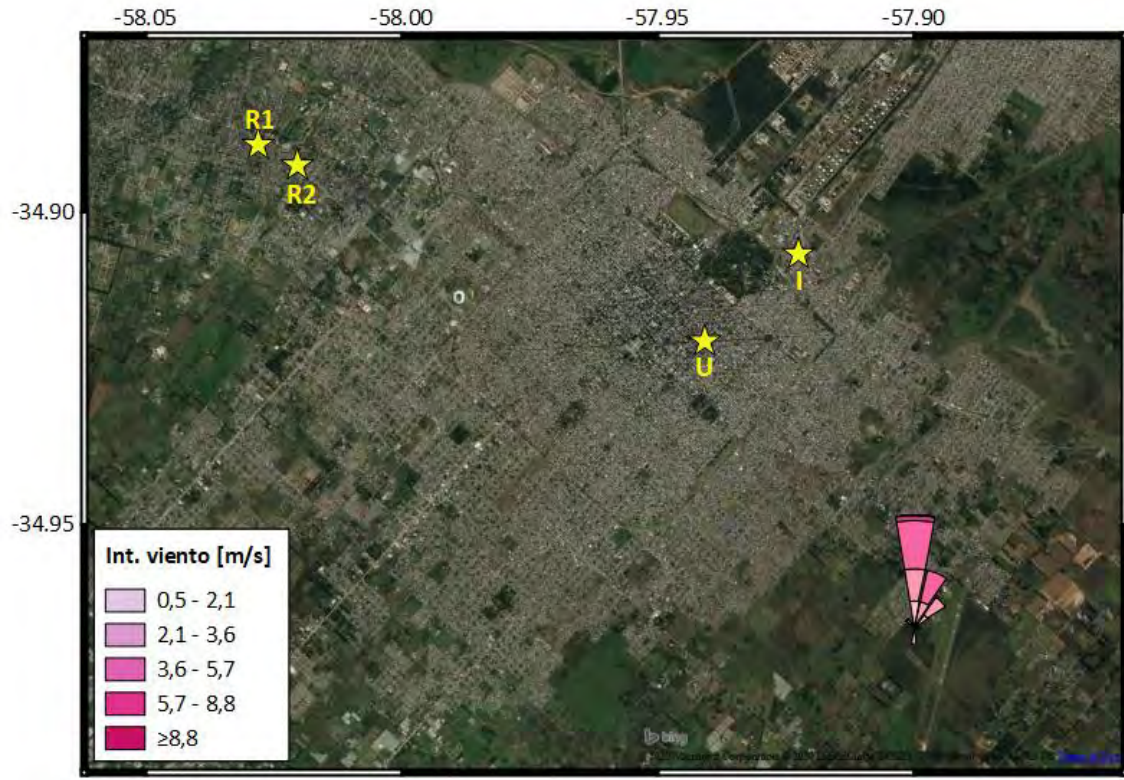 -58.05 -58.00 -57.95 -57.90
R1
R2
-34.90
I
U
-34.95
Int. viento [m/s]
0,5 - 2,1
2,1 - 3,6
3,6 - 5,7
5,7 - 8,8
≥8,8
bing